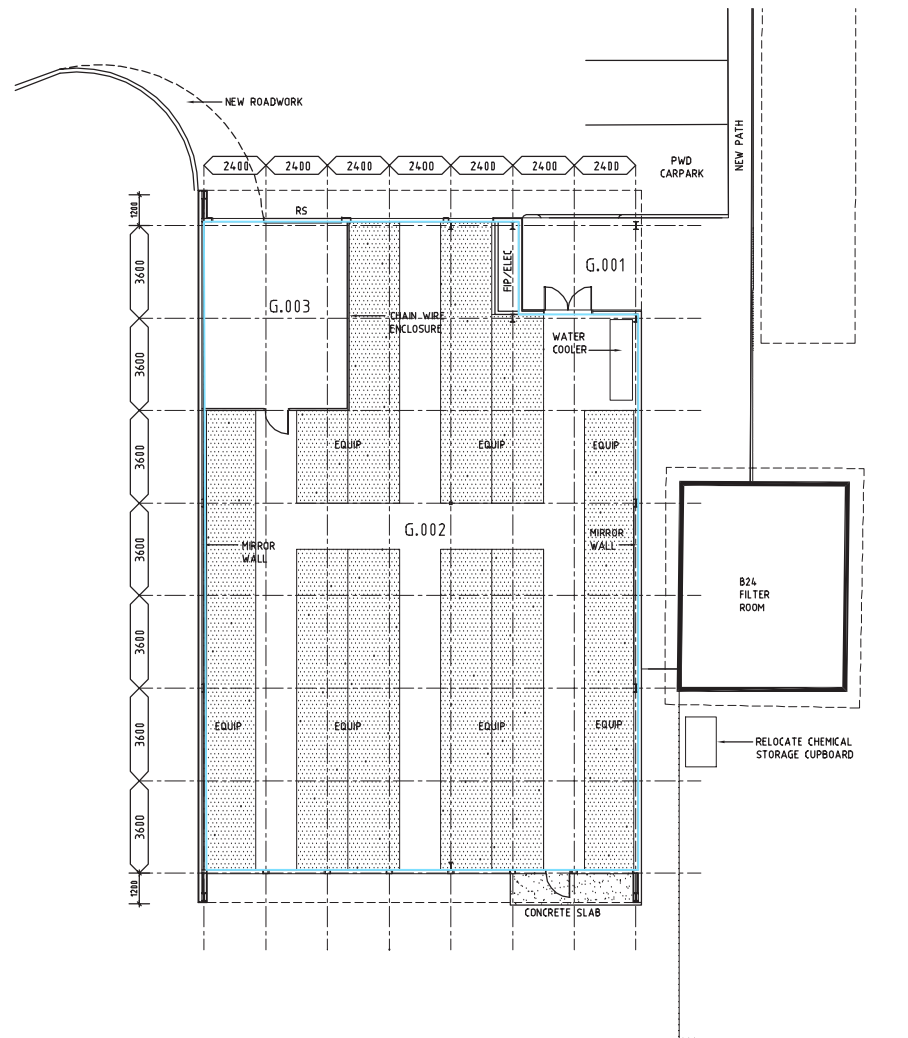 NEW ROADWORK
NEW PATH
PWD
CARPARK
2400 2400 2400 2400 2400 2400 2400
1200
RS
3600
G.001
FIP/ELEC
G.003
CHAIN WIRE
ENCLOSURE
WATER
COOLER
3600
3600
EQUIP EQUIP EQUIP
G.002
3600
MIRROR
WALL
MIRROR
WALL
B24
FILTER
ROOM
3600
3600
EQUIP EQUIP EQUIP EQUIP
RELOCATE CHEMICAL
STORAGE CUPBOARD
3600
1200
CONCRETE SLAB